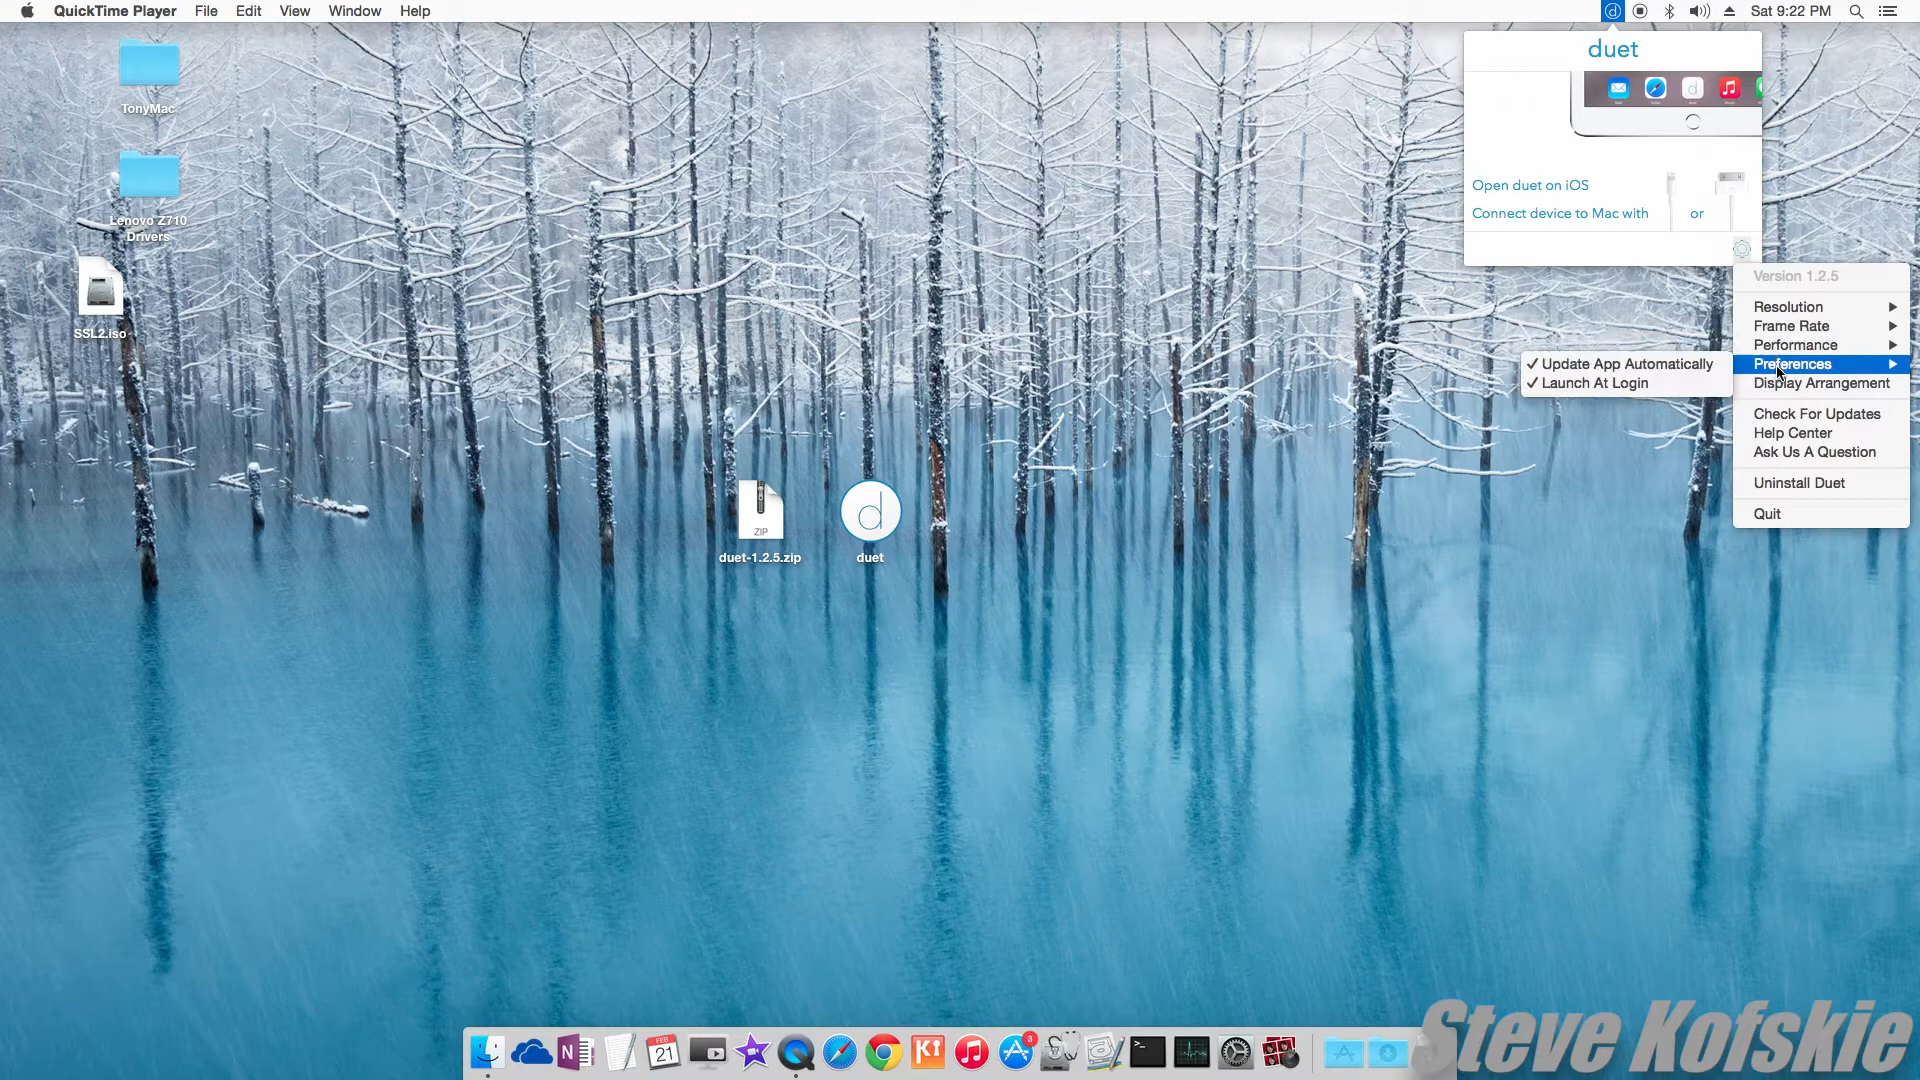 QuickTime Player File Edit View Window Help
Sat 9:22 PM
TonyMac
Lenovo Z710
Drivers
SSL2.iso
ZIP
duet-1.2.5.zip
d
duet
duet
Open duet on iOS
Connect device to Mac with or
Version 1.2.5
Resolution
Frame Rate
Performance
Preferences
Display Arrangement
Check For Updates
Help Center
Ask Us A Question
Uninstall Duet
Quit
✓ Update App Automatically
✓ Launch At Login
N
FEB
21
K!
3
Steve Kofskie